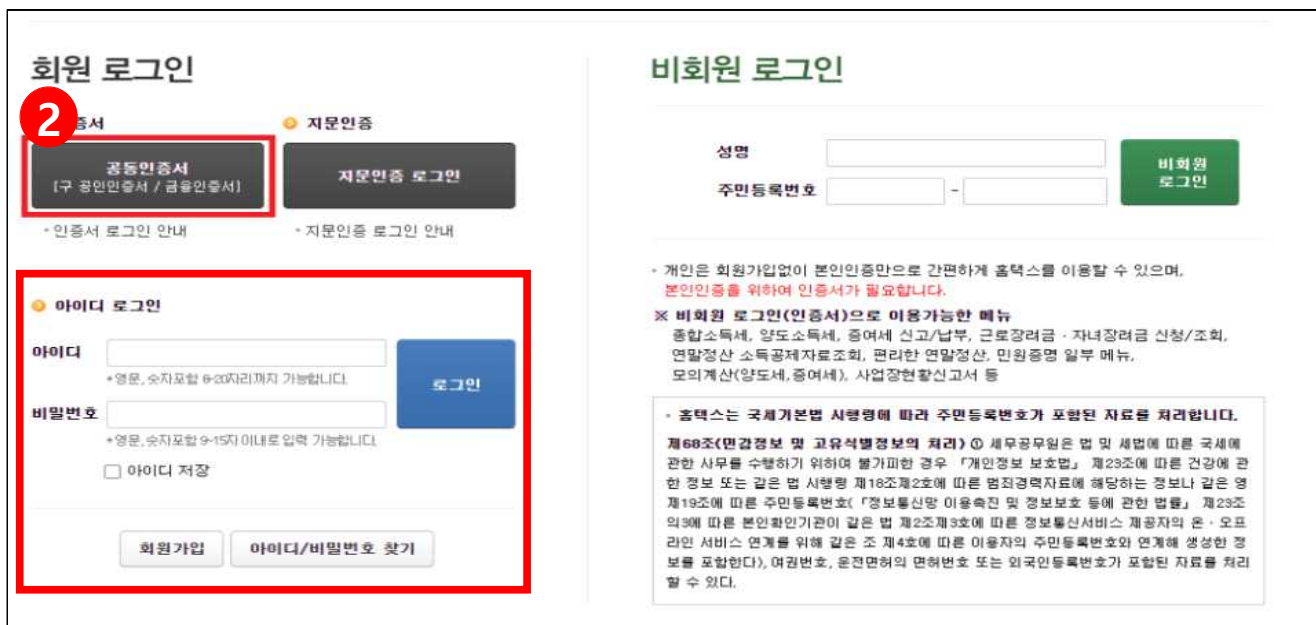 회원 로그인
2
증서
지문인증
공동인증서
[구 공인인증서 / 금융인증서]
지문인증 로그인
• 인증서 로그인 안내
• 지문인증 로그인 안내
아이디 로그인
아이디
*영문, 숫자포함 6-20자리까지 가능합니다.
로그인
비밀번호
*영문, 숫자포함 9-15자 이내로 입력 가능합니다.
아이디 저장
회원가입
아이디/비밀번호 찾기
비회원 로그인
성명
비회원
로그인
주민등록번호
-
• 개인은 회원가입없이 본인인증만으로 간편하게 홈택스를 이용할 수 있으며,
본인인증을 위하여 인증서가 필요합니다.
※ 비회원 로그인(인증서)으로 이용가능한 메뉴
종합소득세, 양도소득세, 증여세 신고/납부, 근로장려금 · 자녀장려금 신청/조회,
연말정산 소득공제자료조회, 편리한 연말정산, 민원증명 일부 메뉴,
모의계산(양도세,증여세), 사업장현황신고서 등
• 홈택스는 국세기본법 시행령에 따라 주민등록번호가 포함된 자료를 처리합니다.
제68조(민감정보 및 고유식별정보의 처리) ① 세무공무원은 법 및 세법에 따른 국세에
관한 사무를 수행하기 위하여 불가피한 경우 「개인정보 보호법」 제23조에 따른 건강에 관
한 정보 또는 같은 법 시행령 제18조제2호에 따른 범죄경력자료에 해당하는 정보나 같은 영
제19조에 따른 주민등록번호(「정보통신망 이용촉진 및 정보보호 등에 관한 법률」 제23조
의3에 따른 본인확인기관이 같은 법 제2조제3호에 따른 정보통신서비스 제공자의 온 · 오프
라인 서비스 연계를 위해 같은 조 제4호에 따른 이용자의 주민등록번호와 연계해 생성한 정
보를 포함한다), 여권번호, 운전면허의 면허번호 또는 외국인등록번호가 포함된 자료를 처리
할 수 있다.